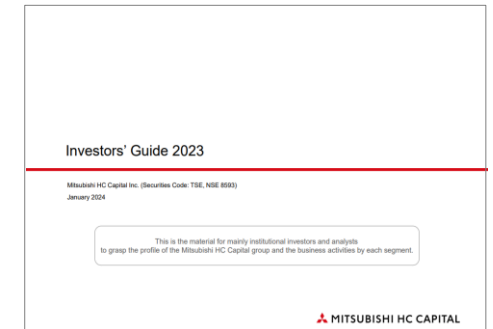 Investors' Guide 2023
Mitsubishi HC Capital Inc. (Securities Code: TSE, NSE 8593)
January 2024
This is the material for mainly institutional investors and analysts
to grasp the profile of the Mitsubishi HC Capital group and the business activities by each segment.
MITSUBISHI HC CAPITAL